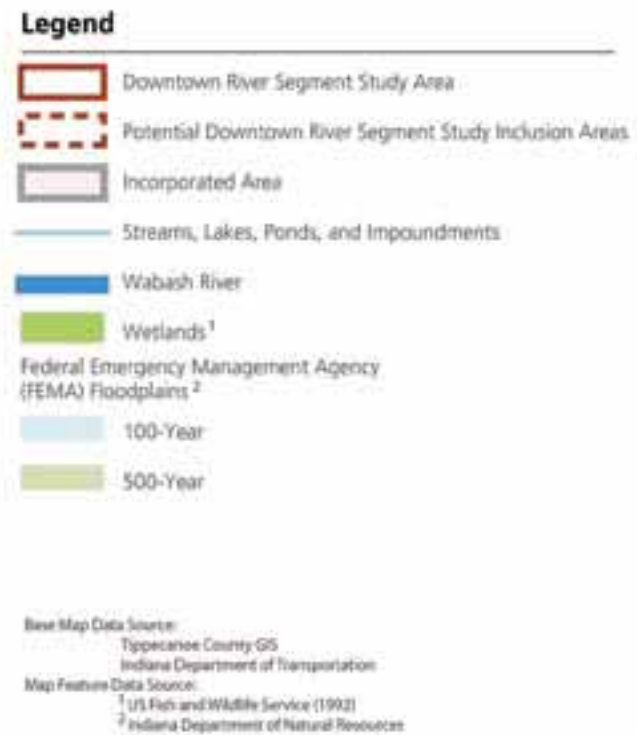 Legend
Downtown River Segment Study Area
Potential Downtown River Segment Study Inclusion Areas
Incorporated Area
Streams, Lakes, Ponds, and Impoundments
Wabash River
Wetlands¹
Federal Emergency Management Agency
(FEMA) Floodplains ²
100-Year
500-Year
Base Map Data Source:
Tippecanoe County GIS
Indiana Department of Transportation
Map Feature Data Source:
¹ US Fish and Wildlife Service (1992)
² Indiana Department of Natural Resources